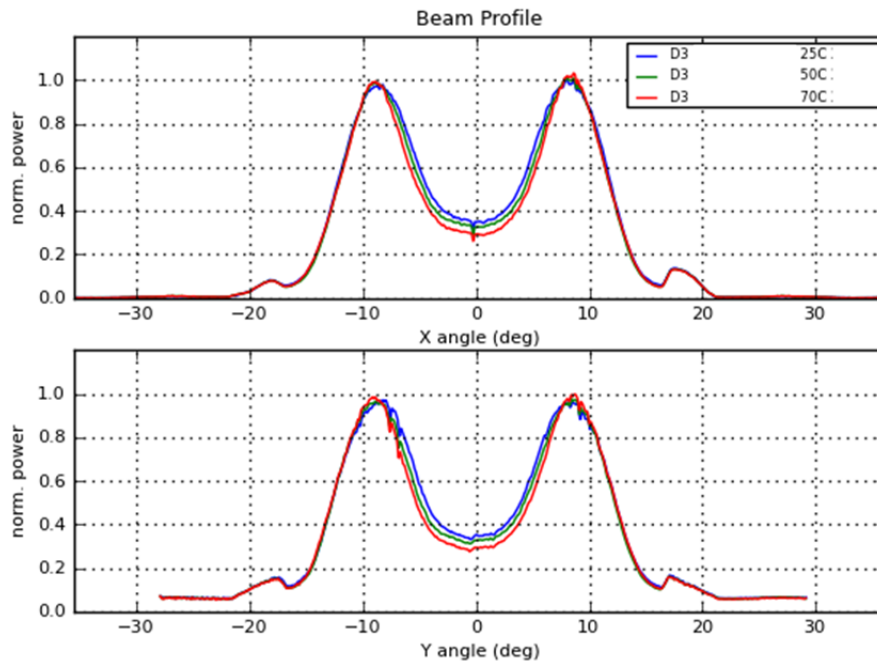 Beam Profile
D3 25C :
D3 50C :
D3 70C :
norm. power
1.0
0.8
0.6
0.4
0.2
0.0
−30 −20 −10 0 10 20 30
X angle (deg)
norm. power
1.0
0.8
0.6
0.4
0.2
0.0
−30 −20 −10 0 10 20 30
Y angle (deg)